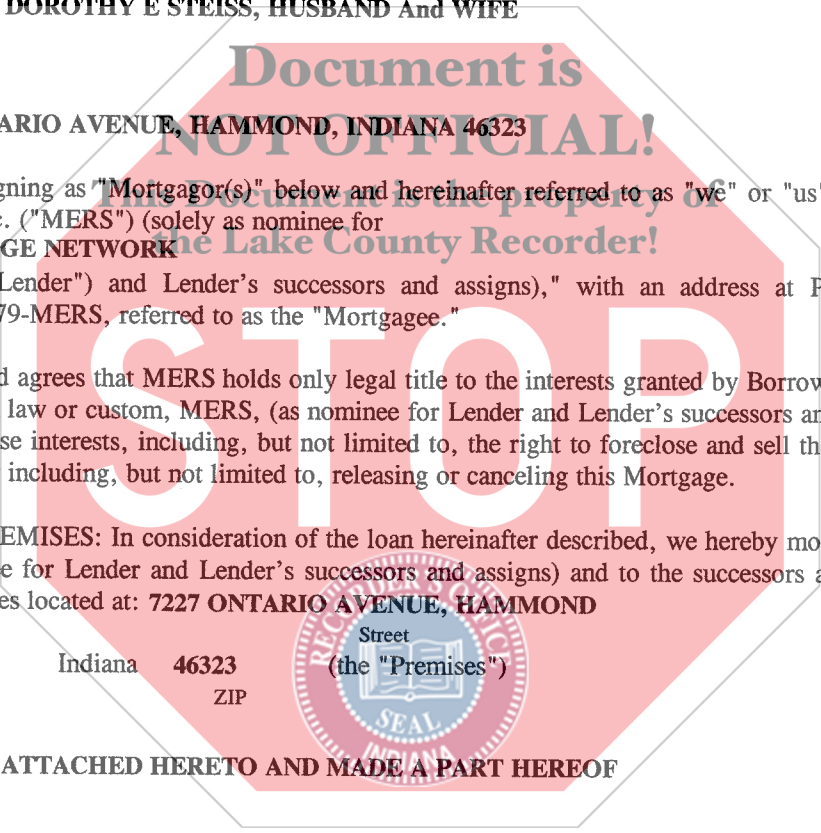 DOROTHY E STEISS, HUSBAND And WIFE
Document is
ARIO AVENUE, HAMMOND, INDIANA 46323
NOT OFFICIAL!
gning as "Mortgagor(s)" below and hereinafter referred to as "we" or "us"
This Document is the property of
c. ("MERS") (solely as nominee for
the Lake County Recorder!
GE NETWORK
Lender") and Lender's successors and assigns)," with an address at P
79-MERS, referred to as the "Mortgagee."
STOP
d agrees that MERS holds only legal title to the interests granted by Borrow
law or custom, MERS, (as nominee for Lender and Lender's successors an
se interests, including, but not limited to, the right to foreclose and sell th
including, but not limited to, releasing or canceling this Mortgage.
EMISES: In consideration of the loan hereinafter described, we hereby mo
e for Lender and Lender's successors and assigns) and to the successors a
es located at: 7227 ONTARIO AVENUE, HAMMOND
Street
Indiana 46323 (the "Premises")
ZIP
RECORDER'S OFFICE
SEAL
INDIANA
ATTACHED HERETO AND MADE A PART HEREOF